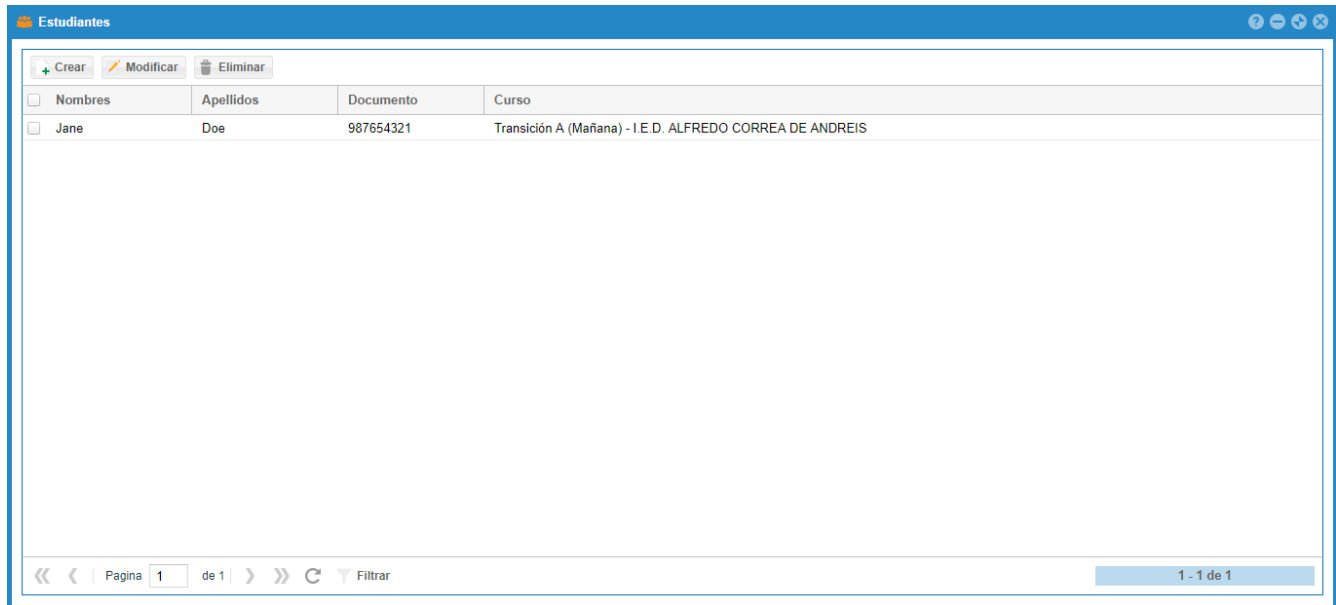 Estudiantes
Crear Modificar Eliminar
Nombres Apellidos Documento Curso
Jane Doe 987654321 Transición A (Mañana) - I.E.D. ALFREDO CORREA DE ANDREIS
Pagina 1 de 1 Filtrar 1 - 1 de 1